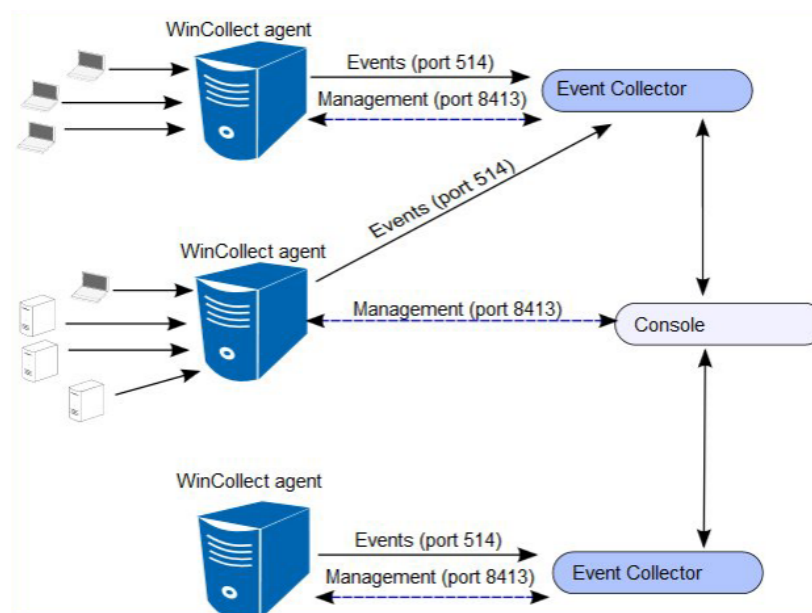 WinCollect agent
Events (port 514)
Management (port 8413)
Event Collector
Events (port 514)
WinCollect agent
Management (port 8413)
Console
WinCollect agent
Events (port 514)
Management (port 8413)
Event Collector